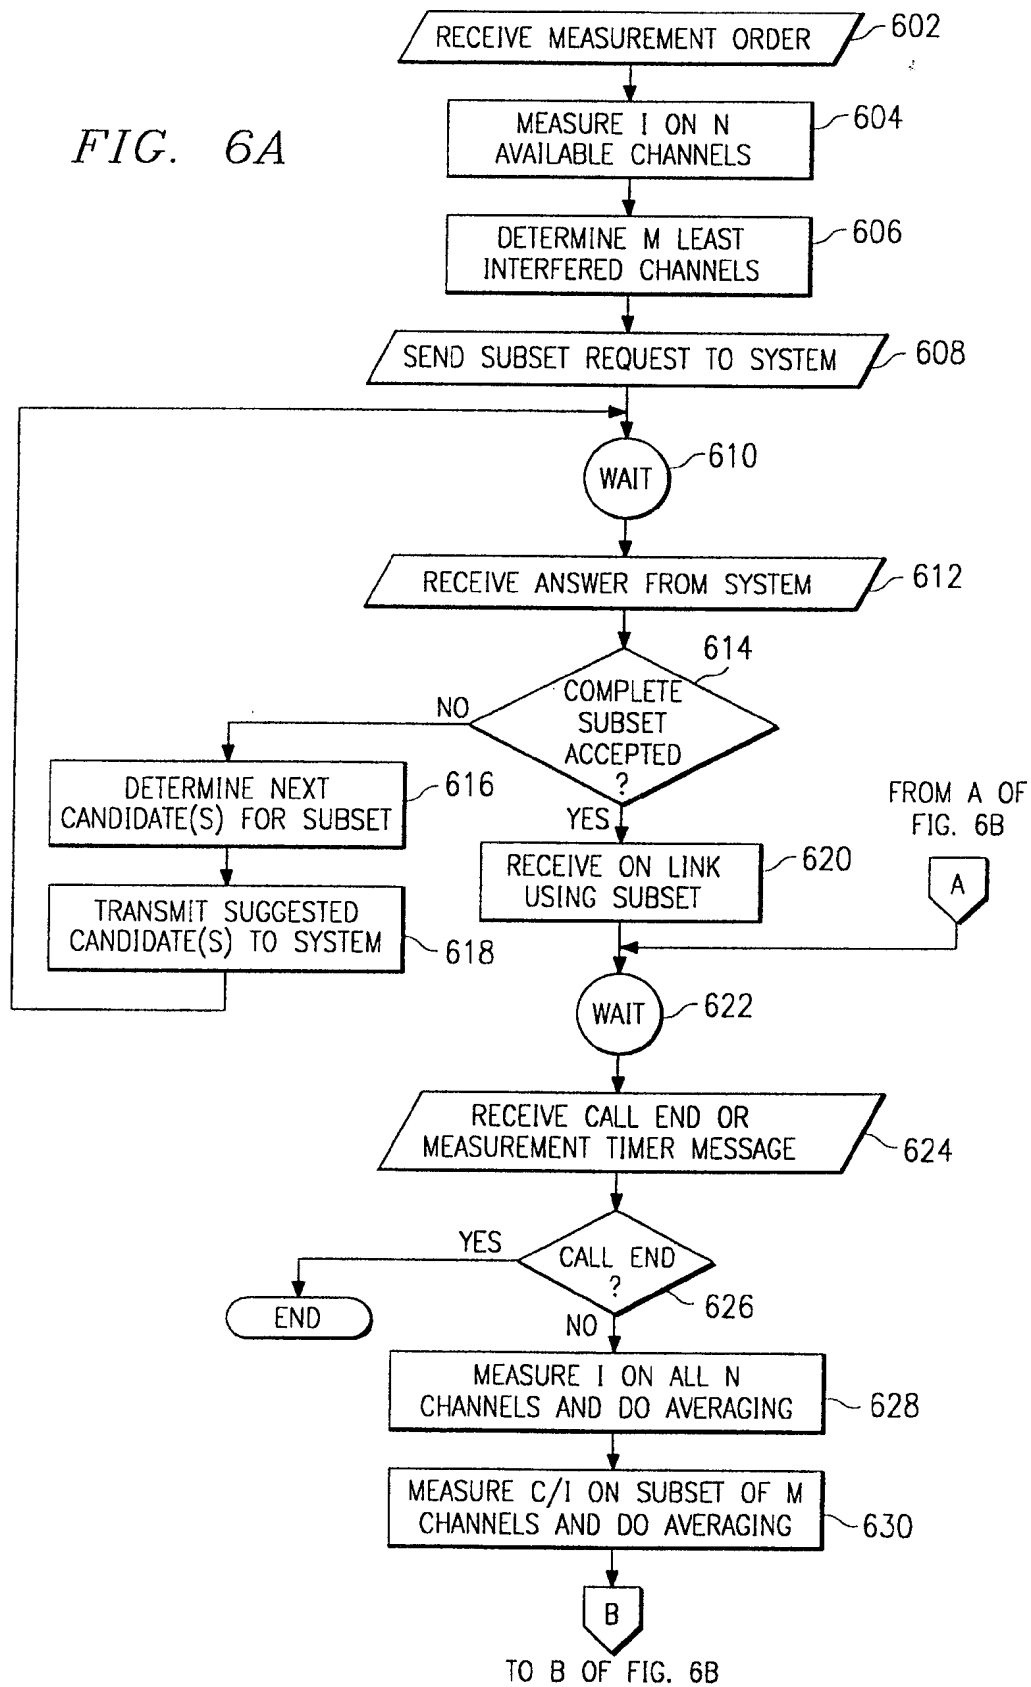 RECEIVE MEASUREMENT ORDER
602
FIG. 6A
MEASURE I ON N
AVAILABLE CHANNELS
604
DETERMINE M LEAST
INTERFERED CHANNELS
606
SEND SUBSET REQUEST TO SYSTEM
608
WAIT
610
RECEIVE ANSWER FROM SYSTEM
612
614
COMPLETE
SUBSET
ACCEPTED
?
NO
YES
DETERMINE NEXT
CANDIDATE(S) FOR SUBSET
616
TRANSMIT SUGGESTED
CANDIDATE(S) TO SYSTEM
618
RECEIVE ON LINK
USING SUBSET
620
FROM A OF
FIG. 6B
A
WAIT
622
RECEIVE CALL END OR
MEASUREMENT TIMER MESSAGE
624
CALL END
?
626
YES
END
NO
MEASURE I ON ALL N
CHANNELS AND DO AVERAGING
628
MEASURE C/I ON SUBSET OF M
CHANNELS AND DO AVERAGING
630
B
TO B OF FIG. 6B